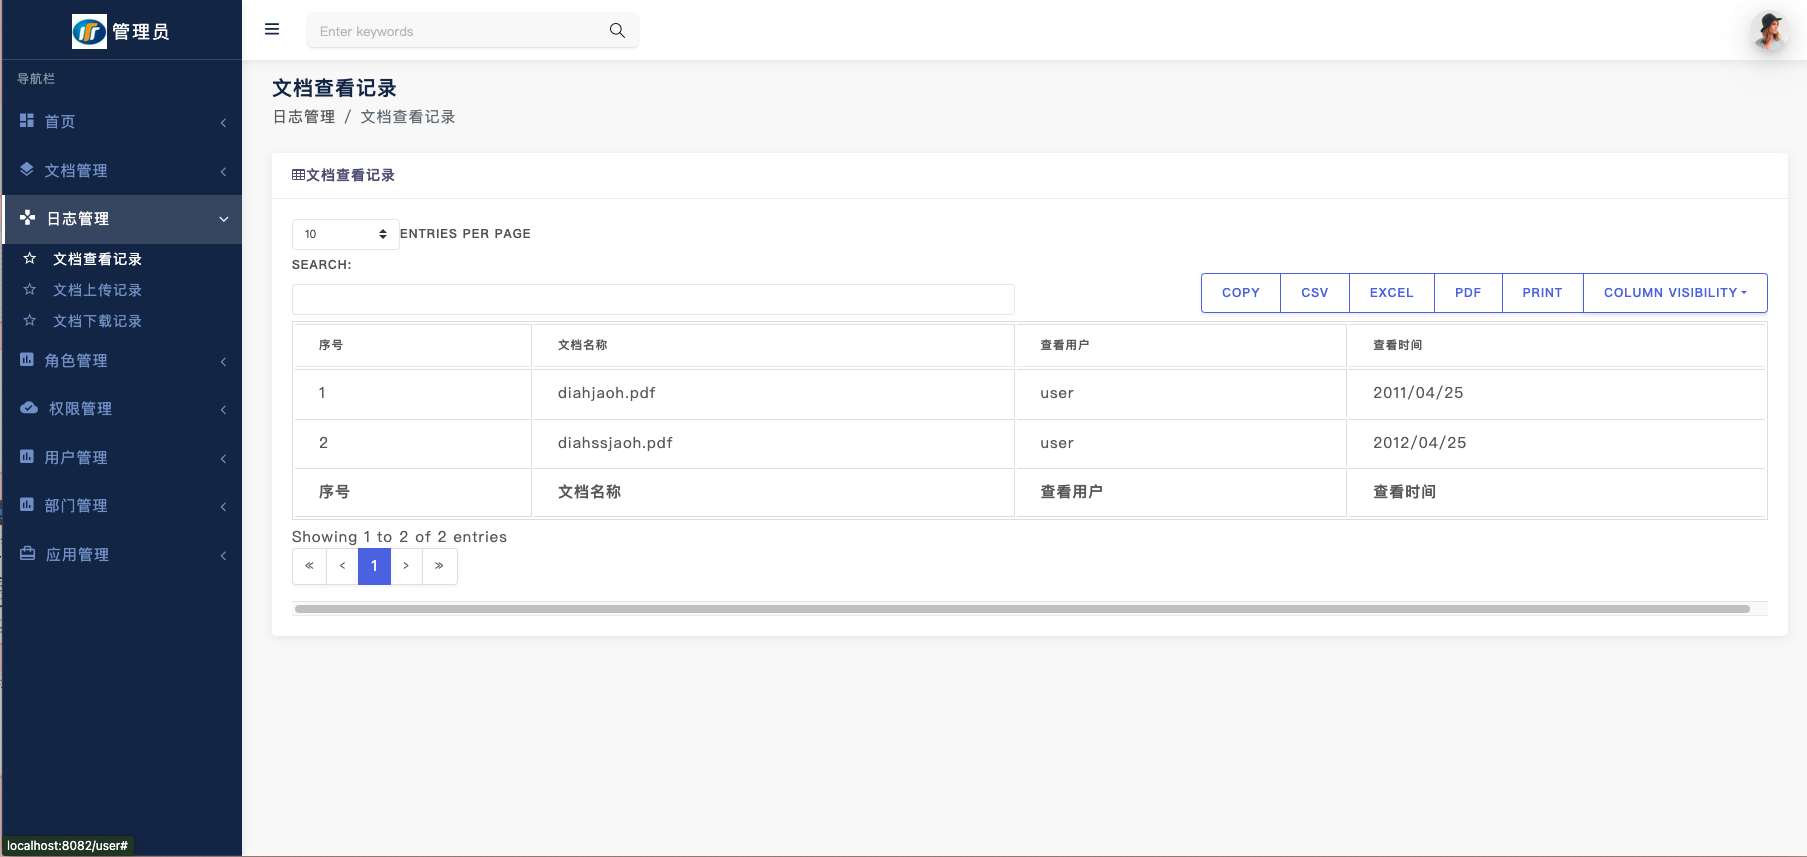 管理员
导航栏
首页
文档管理
日志管理
文档查看记录
文档上传记录
文档下载记录
角色管理
权限管理
用户管理
部门管理
应用管理
localhost:8082/user#
Enter keywords
文档查看记录
日志管理 / 文档查看记录
文档查看记录
10 ENTRIES PER PAGE
SEARCH:
COPY CSV EXCEL PDF PRINT COLUMN VISIBILITY
序号 文档名称 查看用户 查看时间
1 diahjaoh.pdf user 2011/04/25
2 diahssjaoh.pdf user 2012/04/25
序号 文档名称 查看用户 查看时间
Showing 1 to 2 of 2 entries
« ‹ 1 › »